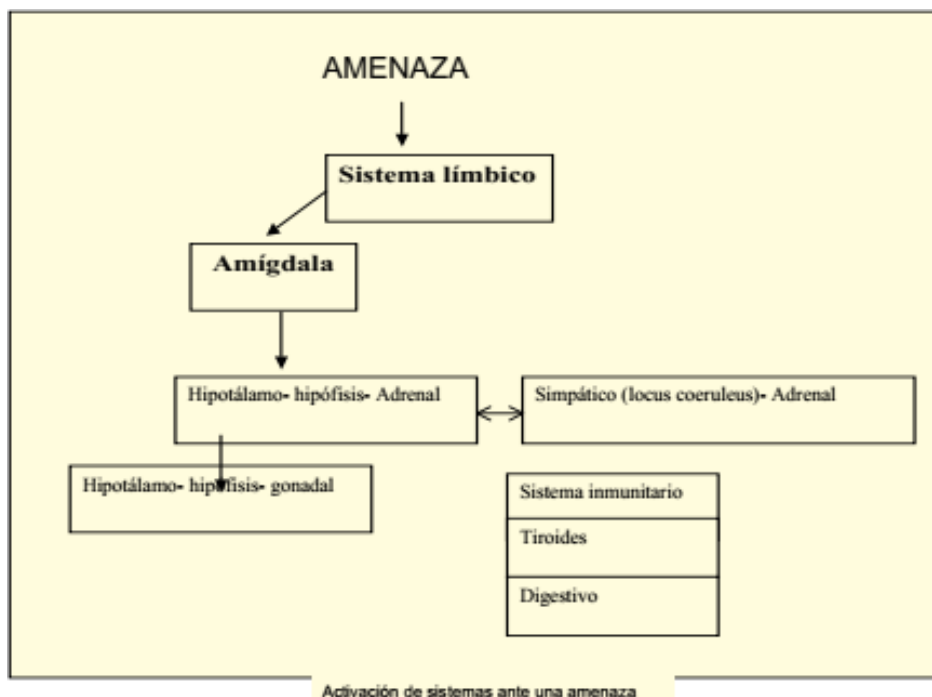 AMENAZA
Sistema límbico
Amígdala
Hipotálamo- hipófisis- Adrenal
Simpático (locus coeruleus)- Adrenal
Hipotálamo- hipófisis- gonadal
Sistema inmunitario
Tiroides
Digestivo
Activación de sistemas ante una amenaza